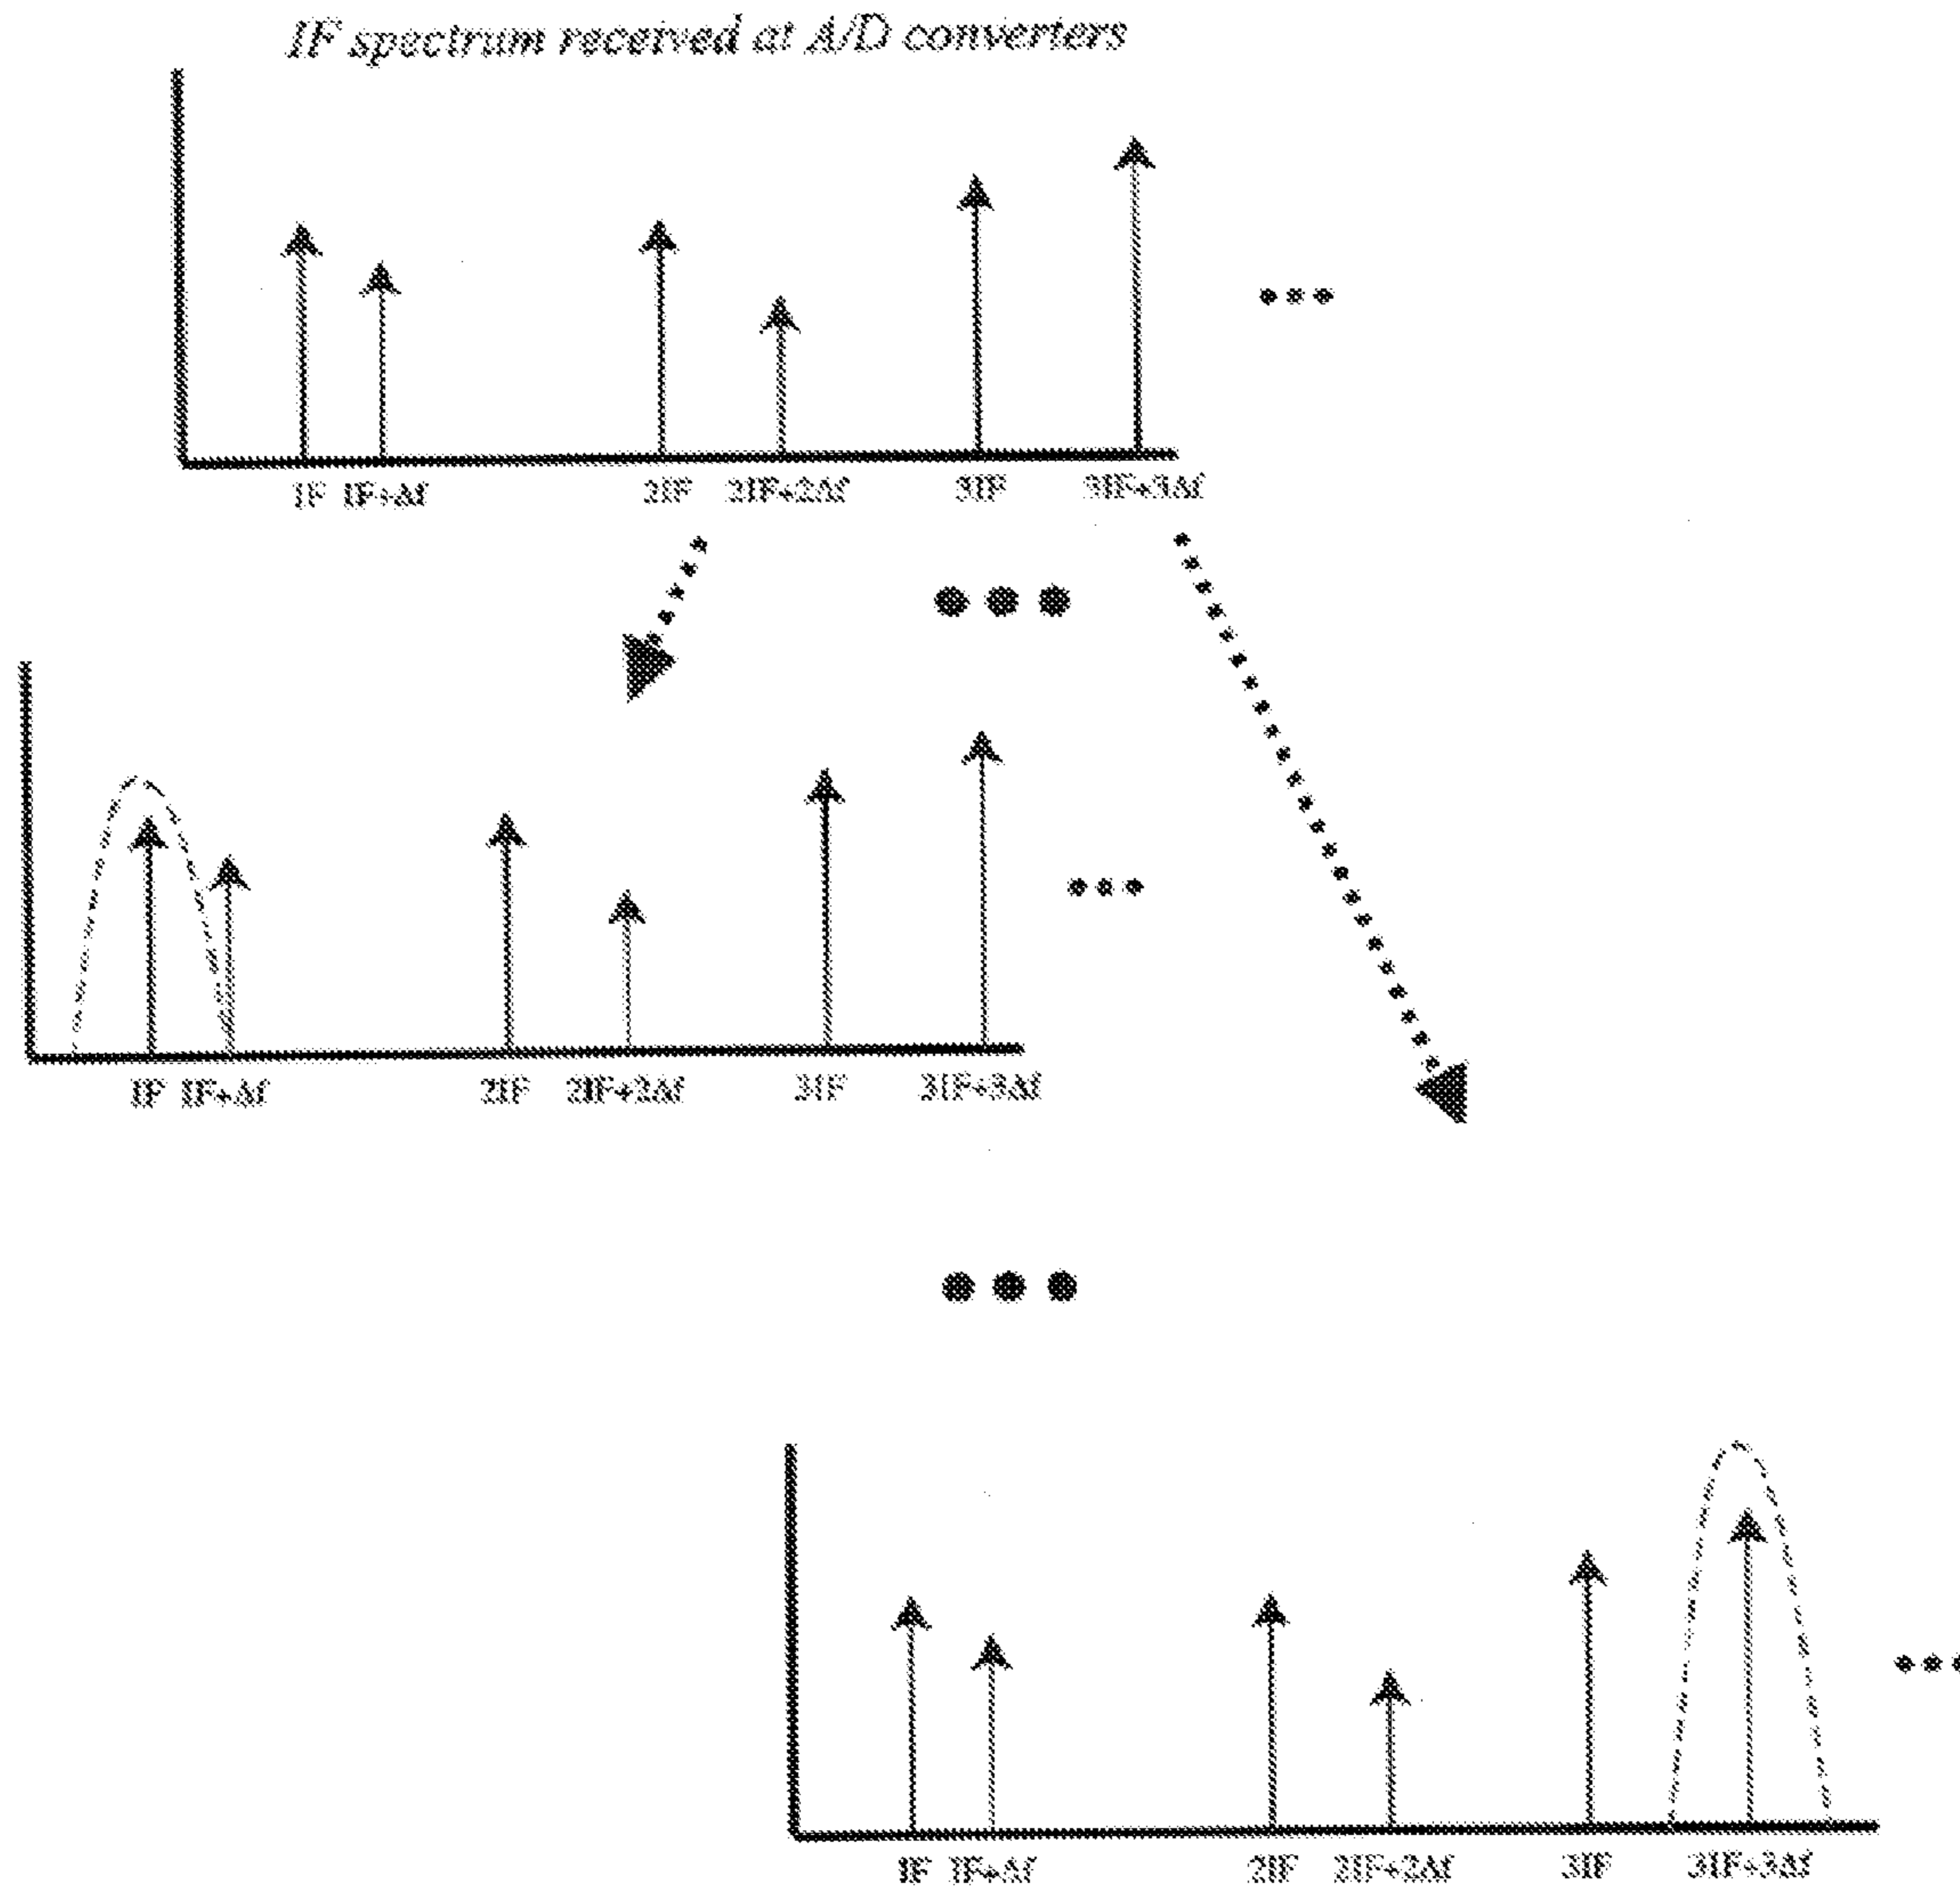 IF spectrum received at A/D converters
IF IF+Δf 2IF 2IF+2Δf 3IF 3IF+3Δf
IF IF+Δf 2IF 2IF+2Δf 3IF 3IF+3Δf
IF IF+Δf 2IF 2IF+2Δf 3IF 3IF+3Δf